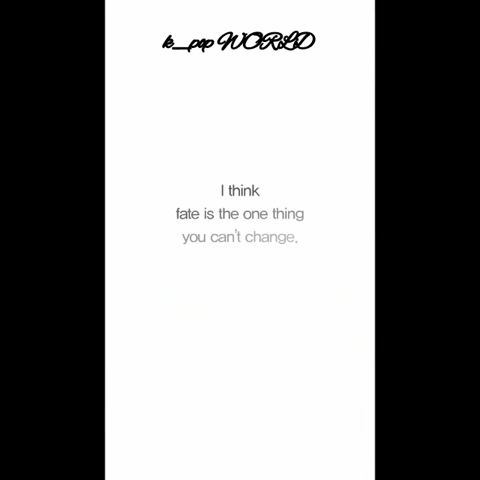 k_pop WORLD
I think
fate is the one thing
you can't change.